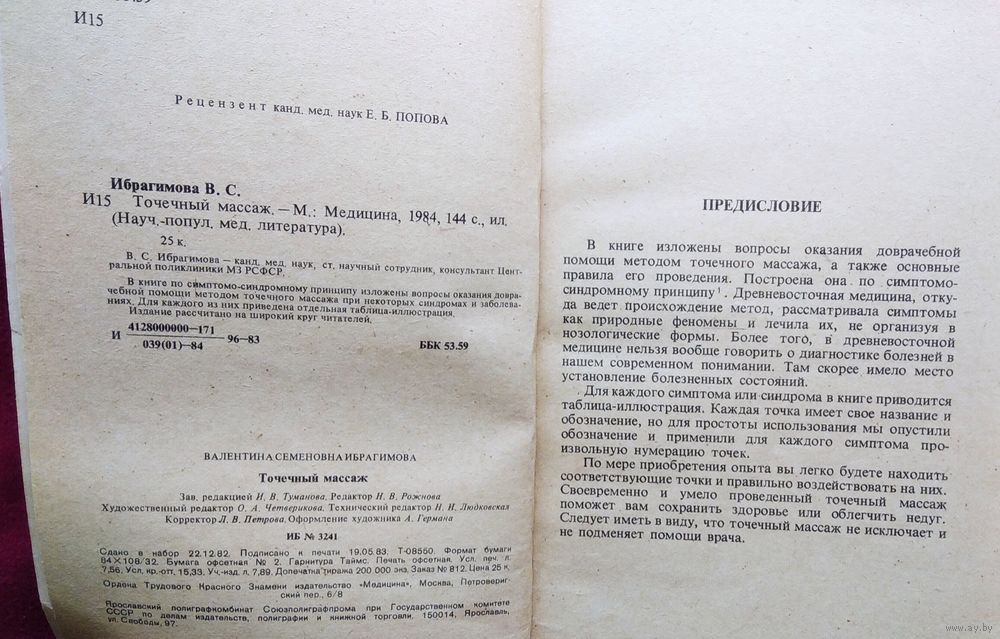 И15
Рецензент канд. мед. наук Е. Б. ПОПОВА
Ибрагимова В. С.
И15 Точечный массаж. — М.: Медицина, 1984, 144 с., ил.
(Науч.-попул. мед. литература).
25 к.
В. С. Ибрагимова — канд. мед. наук, ст. научный сотрудник, консультант Цент-
ральной поликлиники МЗ РСФСР.
В книге по симптомо-синдромному принципу изложены вопросы оказания довра-
чебной помощи методом точечного массажа при некоторых синдромах и заболева-
ниях. Для каждого из них приведена отдельная таблица-иллюстрация.
Издание рассчитано на широкий круг читателей.
И 4128000000—171
039(01)—84
96—83
ББК 53.59
ВАЛЕНТИНА СЕМЕНОВНА ИБРАГИМОВА
Точечный массаж
Зав. редакцией И. В. Туманова. Редактор Н. В. Рожнова
Художественный редактор О. А. Четверикова. Технический редактор Н. И. Людковская
Корректор Л. В. Петрова. Оформление художника А. Германа
ИБ № 3241
Сдано в набор 22.12.82. Подписано к печати 19.05.83. Т-08550. Формат бумаги
84×108/32. Бумага офсетная № 2. Гарнитура Таймс. Печать офсетная. Усл. печ. л.
7,56. Усл. кр.-отт. 15,33. Уч.-изд. л. 7,89. Допечатка тиража 200 000 экз. Заказ № 812. Цена 25 к.
Ордена Трудового Красного Знамени издательство «Медицина», Москва, Петровериг-
ский пер., 6/8
Ярославский полиграфкомбинат Союзполиграфпрома при Государственном комитете
СССР по делам издательств, полиграфии и книжной торговли. 150014, Ярославль,
ул. Свободы, 97.
ПРЕДИСЛОВИЕ
В книге изложены вопросы оказания доврачебной
помощи методом точечного массажа, а также основные
правила его проведения. Построена она по симптомо-
синдромному принципу¹. Древневосточная медицина, отку-
да ведет происхождение метод, рассматривала симптомы
как природные феномены и лечила их, не организуя в
нозологические формы. Более того, в древневосточной
медицине нельзя вообще говорить о диагностике болезней в
нашем современном понимании. Там скорее имело место
установление болезненных состояний.
Для каждого симптома или синдрома в книге приводится
таблица-иллюстрация. Каждая точка имеет свое название и
обозначение, но для простоты использования мы опустили
обозначение и применили для каждого симптома про-
извольную нумерацию точек.
По мере приобретения опыта вы легко будете находить
соответствующие точки и правильно воздействовать на них.
Своевременно и умело проведенный точечный массаж
поможет вам сохранить здоровье или облегчить недуг.
Следует иметь в виду, что точечный массаж не исключает и
не подменяет помощи врача.
www.ay.by